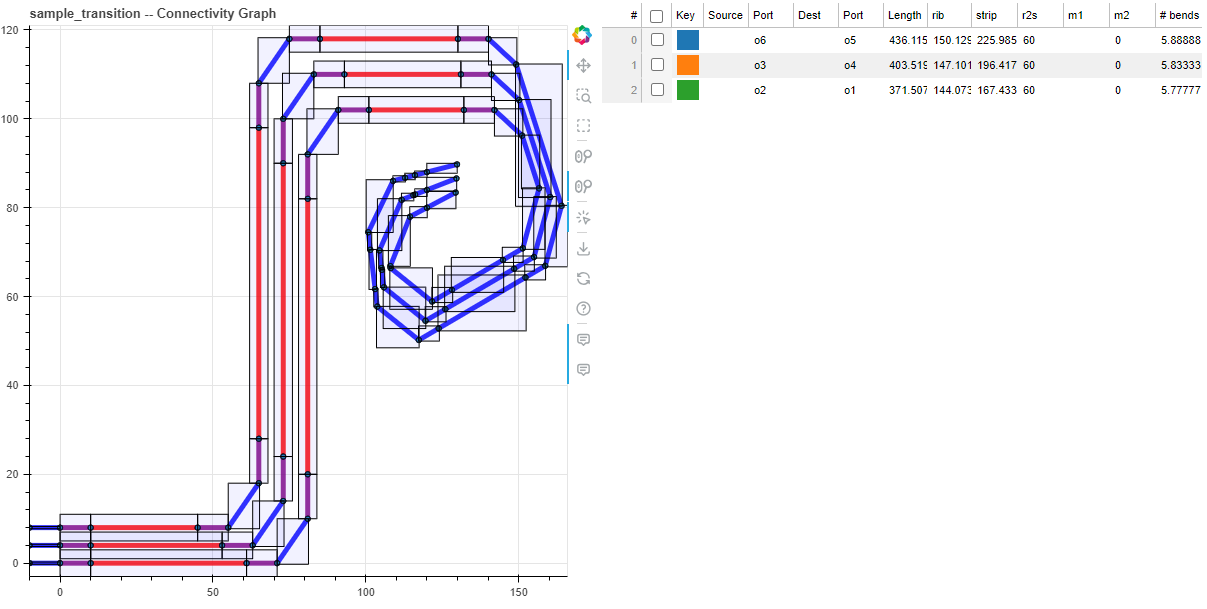 sample_transition -- Connectivity Graph
# Key Source Port Dest Port Length rib strip r2s m1 m2 # bends
0 o6 o5 436.115 150.129 225.985 60 0 5.88888
1 o3 o4 403.519 147.101 196.417 60 0 5.83333
2 o2 o1 371.507 144.073 167.433 60 0 5.77777
120
100
80
60
40
20
0
0 50 100 150